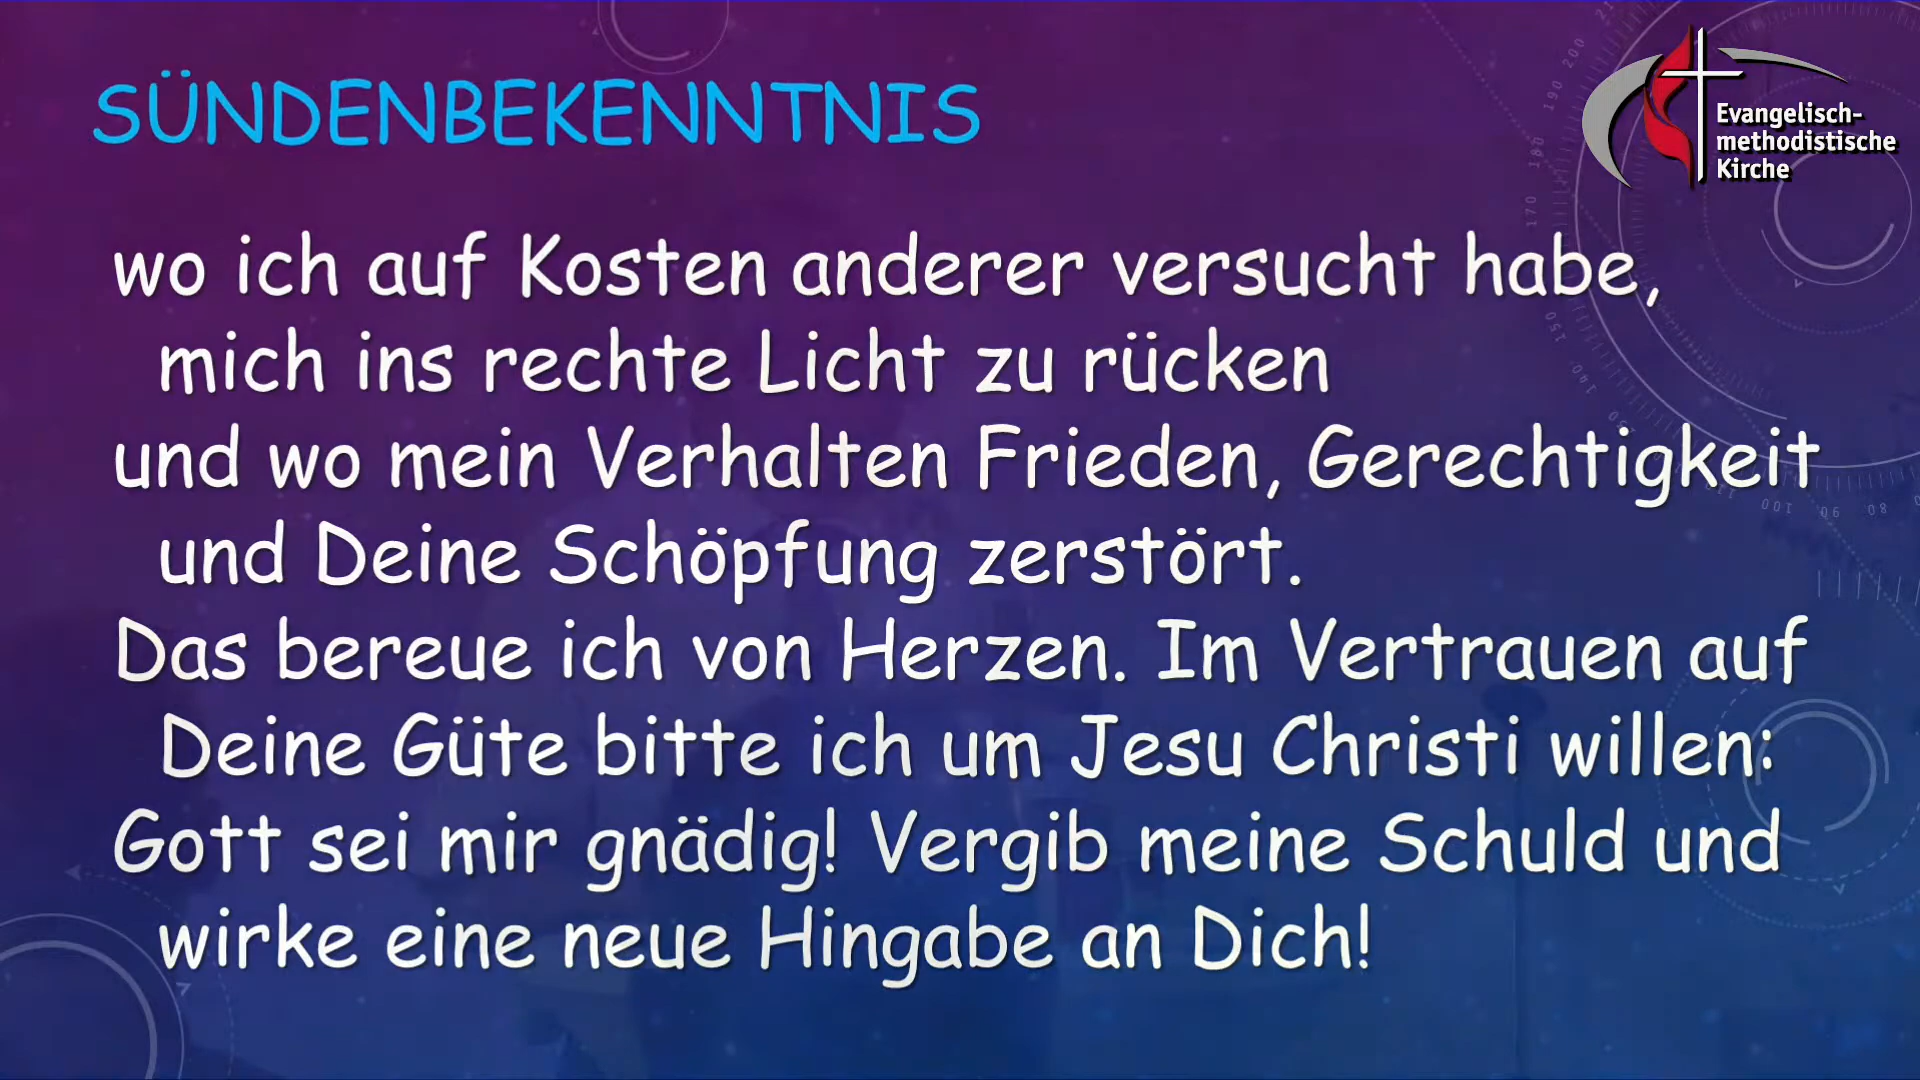 SÜNDENBEKENNTNIS
Evangelisch-
methodistische
Kirche
wo ich auf Kosten anderer versucht habe,
mich ins rechte Licht zu rücken
und wo mein Verhalten Frieden, Gerechtigkeit
und Deine Schöpfung zerstört.
Das bereue ich von Herzen. Im Vertrauen auf
Deine Güte bitte ich um Jesu Christi willen:
Gott sei mir gnädig! Vergib meine Schuld und
wirke eine neue Hingabe an Dich!